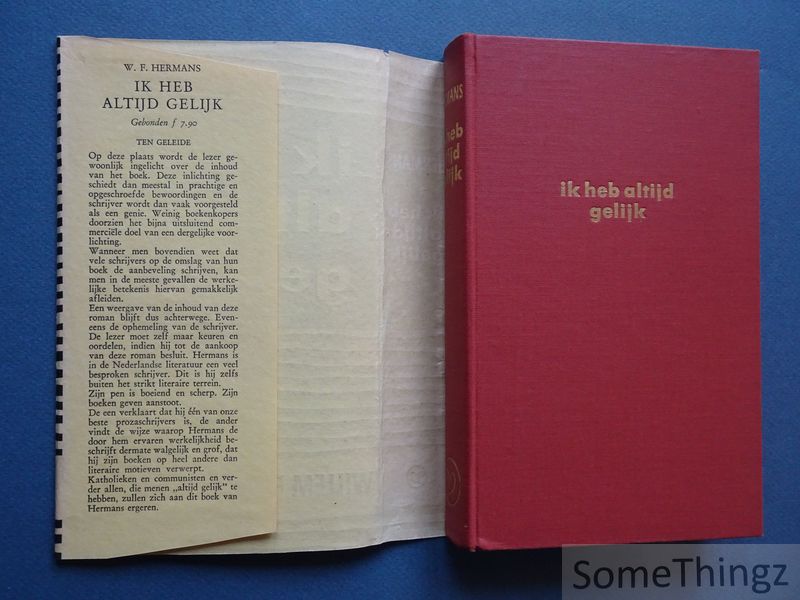 W. F. HERMANS
IK HEB
ALTIJD GELIJK
Gebonden f 7.90
TEN GELEIDE
Op deze plaats wordt de lezer ge-
woonlijk ingelicht over de inhoud
van het boek. Deze inlichting ge-
schiedt dan meestal in prachtige en
opgeschroefde bewoordingen en de
schrijver wordt dan vaak voorgesteld
als een genie. Weinig boekenkopers
doorzien het bijna uitsluitend com-
merciële doel van een dergelijke voor-
lichting.
Wanneer men bovendien weet dat
vele schrijvers op de omslag van hun
boek de aanbeveling schrijven, kan
men in de meeste gevallen de werke-
lijke betekenis hiervan gemakkelijk
afleiden.
Een weergave van de inhoud van deze
roman blijft dus achterwege. Even-
eens de ophemeling van de schrijver.
De lezer moet zelf maar keuren en
oordelen, indien hij tot de aankoop
van deze roman besluit. Hermans is
in de Nederlandse literatuur een veel
besproken schrijver. Dit is hij zelfs
buiten het strikt literaire terrein.
Zijn pen is boeiend en scherp. Zijn
boeken geven aanstoot.
De een verklaart dat hij één van onze
beste prozaschrijvers is, de ander
vindt de wijze waarop Hermans de
door hem ervaren werkelijkheid be-
schrijft dermate walgelijk en grof, dat
hij zijn boeken op heel andere dan
literaire motieven verwerpt.
Katholieken en communisten en ver-
der allen, die menen „altijd gelijk" te
hebben, zullen zich aan dit boek van
Hermans ergeren.
MANS
heb
ijd
ijk
ik heb altijd
gelijk
SomeThingz